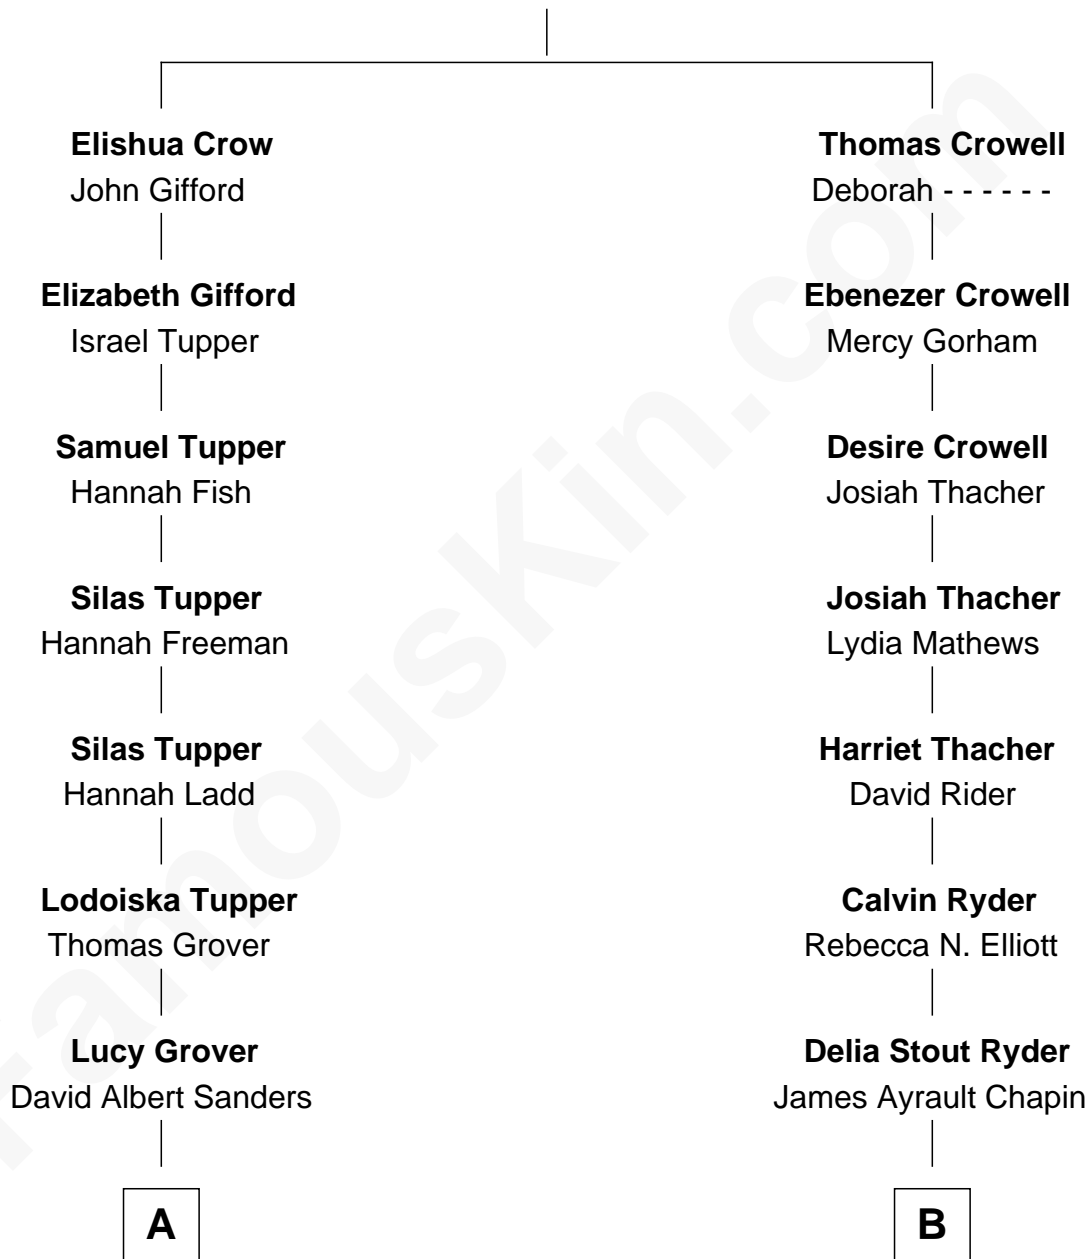 Elishua Crow
John Gifford
Elizabeth Gifford
Israel Tupper
Samuel Tupper
Hannah Fish
Silas Tupper
Hannah Freeman
Silas Tupper
Hannah Ladd
Lodoiska Tupper
Thomas Grover
Lucy Grover
David Albert Sanders
A
Thomas Crowell
Deborah - - - - - -
Ebenezer Crowell
Mercy Gorham
Desire Crowell
Josiah Thacher
Josiah Thacher
Lydia Mathews
Harriet Thacher
David Rider
Calvin Ryder
Rebecca N. Elliott
Delia Stout Ryder
James Ayrault Chapin
B
FamousKin.com